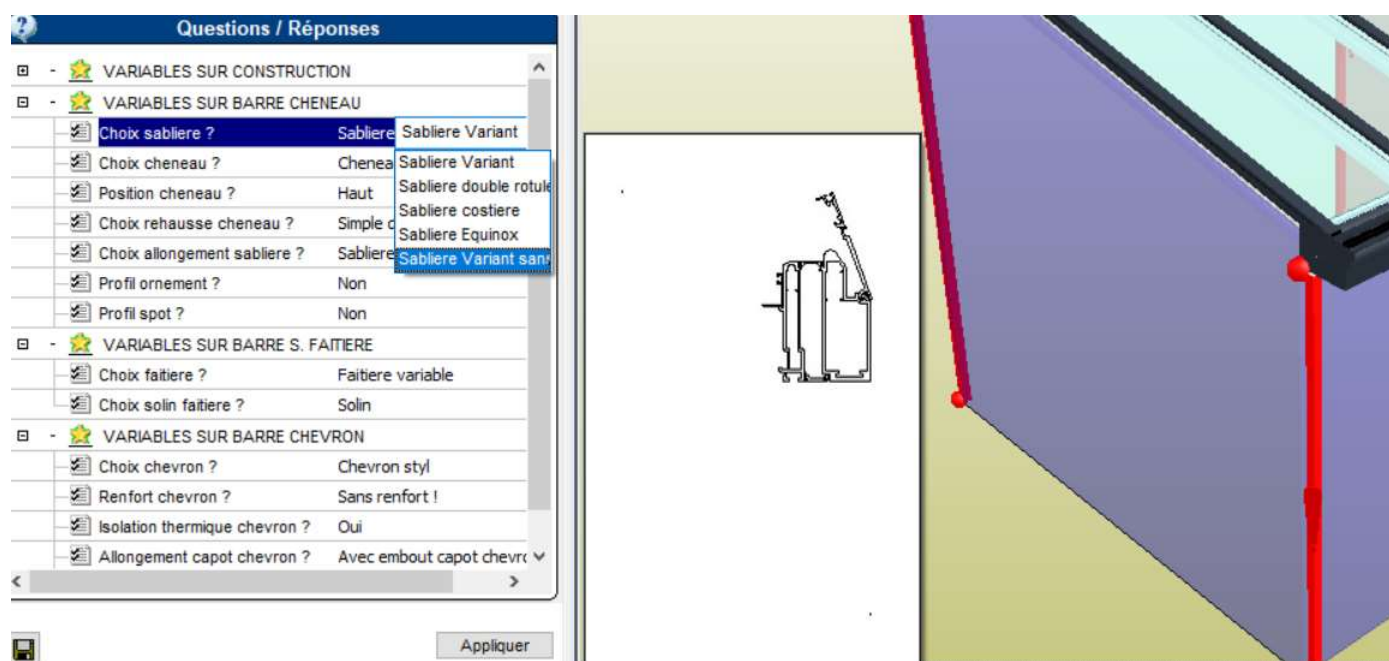 Questions / Réponses
VARIABLES SUR CONSTRUCTION
VARIABLES SUR BARRE CHENEAU
Choix sabliere ? Sabliere Sabliere Variant
Choix cheneau ? Chenea Sabliere Variant
Sabliere double rotule
Position cheneau ? Haut
Sabliere costiere
Choix rehausse cheneau ? Simple
Sabliere Equinox
Choix allongement sabliere ? Sabliere Sabliere Variant sans
Profil ornement ? Non
Profil spot ? Non
VARIABLES SUR BARRE S. FAITIERE
Choix faitiere ? Faitiere variable
Choix solin faitiere ? Solin
VARIABLES SUR BARRE CHEVRON
Choix chevron ? Chevron styl
Renfort chevron ? Sans renfort !
Isolation thermique chevron ? Oui
Allongement capot chevron ? Avec embout capot chevr
Appliquer